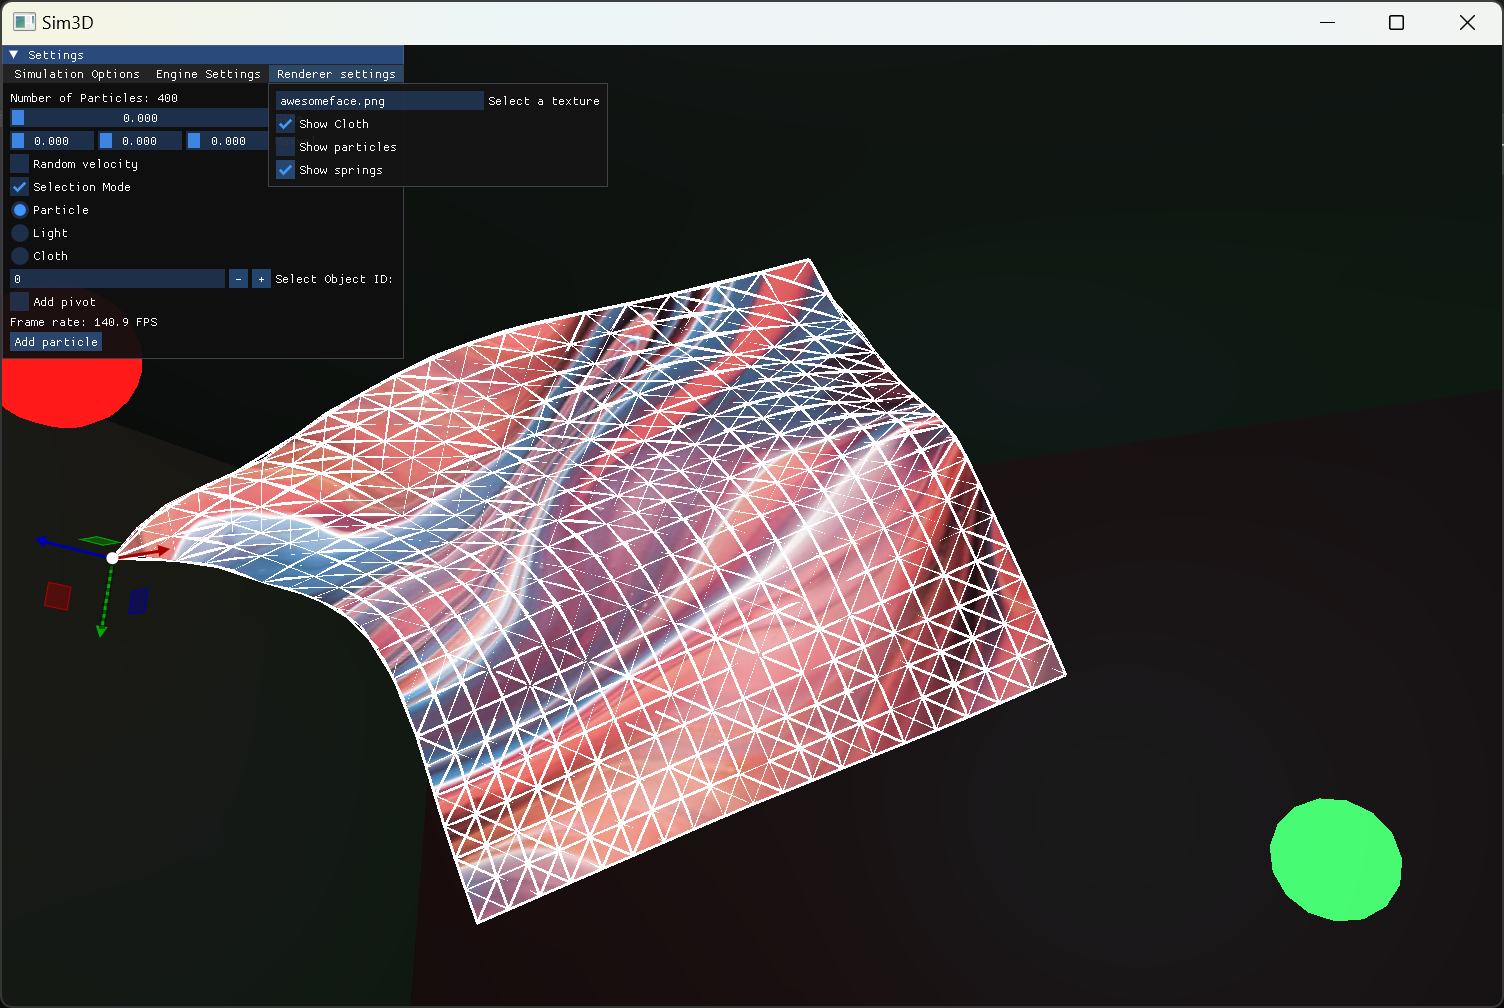 Sim3D
Settings
Simulation Options Engine Settings Renderer settings
Number of Particles: 400
0.000
0.000 0.000 0.000
Random velocity
Selection Mode
Particle
Light
Cloth
0 - + Select Object ID:
Add pivot
Frame rate: 140.9 FPS
Add particle
awesomeface.png Select a texture
Show Cloth
Show particles
Show springs